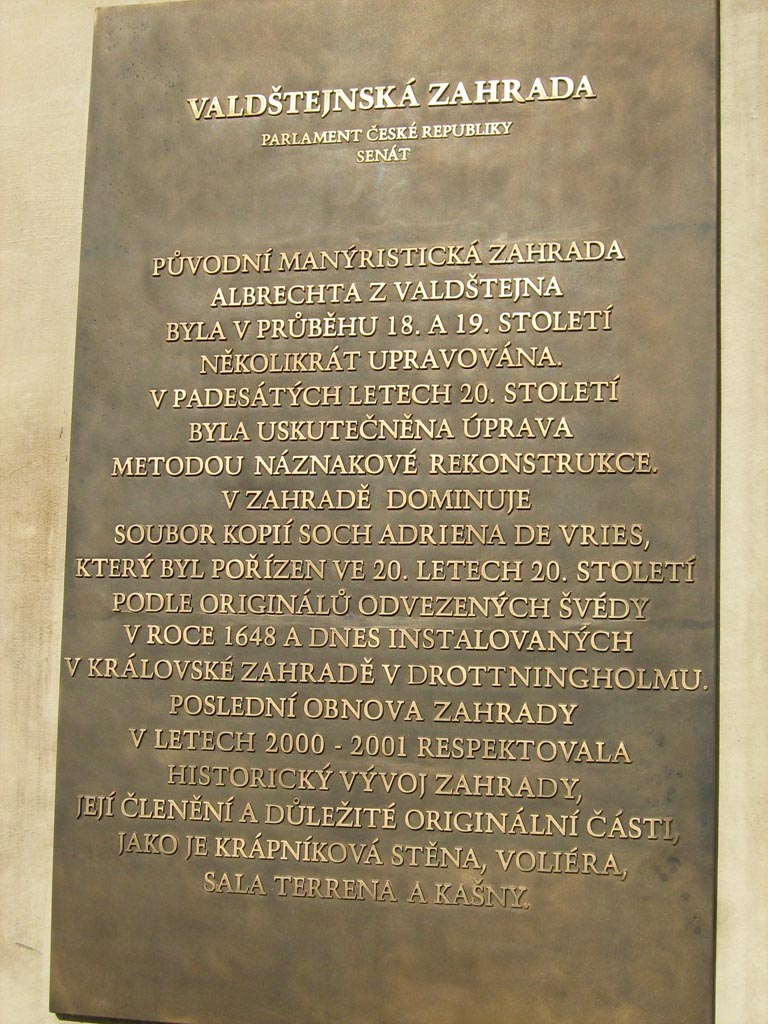 VALDŠTEJNSKÁ ZAHRADA
PARLAMENT ČESKÉ REPUBLIKY
SENÁT
PŮVODNÍ MANÝRISTICKÁ ZAHRADA
ALBRECHTA Z VALDŠTEJNA
BYLA V PRŮBĚHU 18. A 19. STOLETÍ
NĚKOLIKRÁT UPRAVOVÁNA.
V PADESÁTÝCH LETECH 20. STOLETÍ
BYLA USKUTEČNĚNA ÚPRAVA
METODOU NÁZNAKOVÉ REKONSTRUKCE.
V ZAHRADĚ DOMINUJE
SOUBOR KOPIÍ SOCH ADRIENA DE VRIES,
KTERÝ BYL POŘÍZEN VE 20. LETECH 20. STOLETÍ
PODLE ORIGINÁLŮ ODVEZENÝCH ŠVÉDY
V ROCE 1648 A DNES INSTALOVANÝCH
V KRÁLOVSKÉ ZAHRADĚ V DROTTNINGHOLMU.
POSLEDNÍ OBNOVA ZAHRADY
V LETECH 2000 - 2001 RESPEKTOVALA
HISTORICKÝ VÝVOJ ZAHRADY,
JEJÍ ČLENĚNÍ A DŮLEŽITÉ ORIGINÁLNÍ ČÁSTI,
JAKO JE KRÁPNÍKOVÁ STĚNA, VOLIÉRA,
SALA TERRENA A KAŠNY.